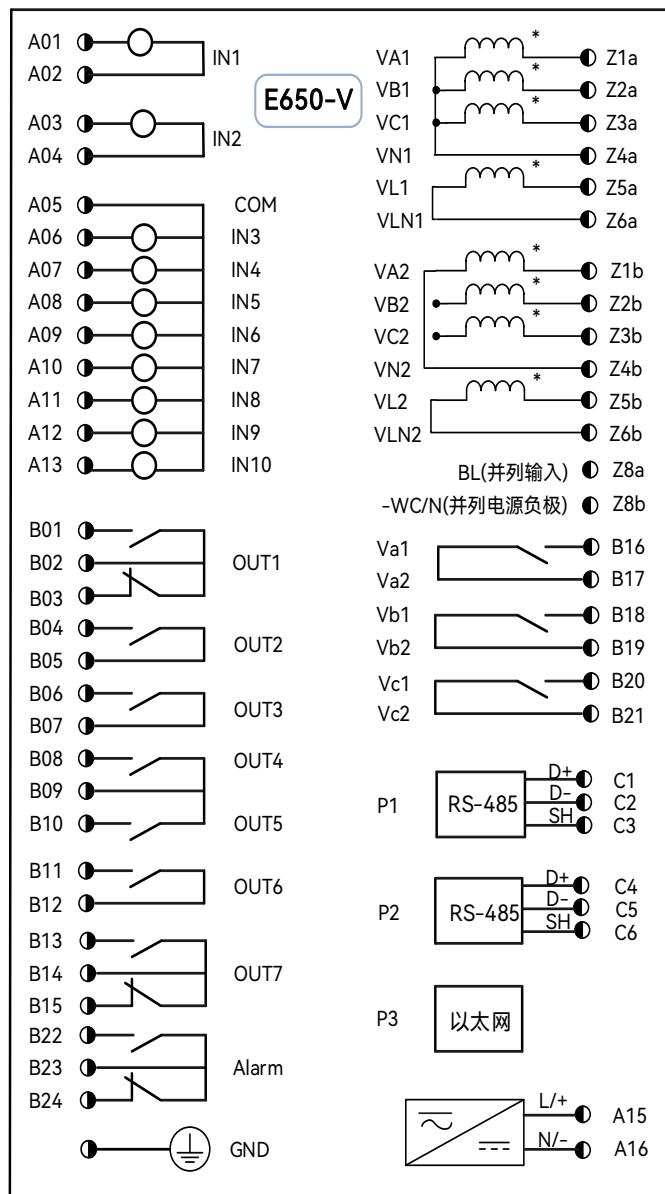 A01
IN1
A02
E650-V
A03
IN2
A04
A05 COM
A06 IN3
A07 IN4
A08 IN5
A09 IN6
A10 IN7
A11 IN8
A12 IN9
A13 IN10
B01
B02 OUT1
B03
B04
OUT2
B05
B06
OUT3
B07
B08 OUT4
B09
B10 OUT5
B11
OUT6
B12
B13
B14 OUT7
B15
B22
B23 Alarm
B24
GND
VA1 * Z1a
VB1 * Z2a
VC1 * Z3a
VN1 Z4a
VL1 * Z5a
VLN1 Z6a
VA2 * Z1b
VB2 * Z2b
VC2 * Z3b
VN2 Z4b
VL2 * Z5b
VLN2 Z6b
BL(并列输入) Z8a
-WC/N(并列电源负极) Z8b
Va1 B16
Va2 B17
Vb1 B18
Vb2 B19
Vc1 B20
Vc2 B21
D+ C1
P1 RS-485 D- C2
SH C3
D+ C4
P2 RS-485 D- C5
SH C6
P3 以太网
L/+ A15
N/- A16